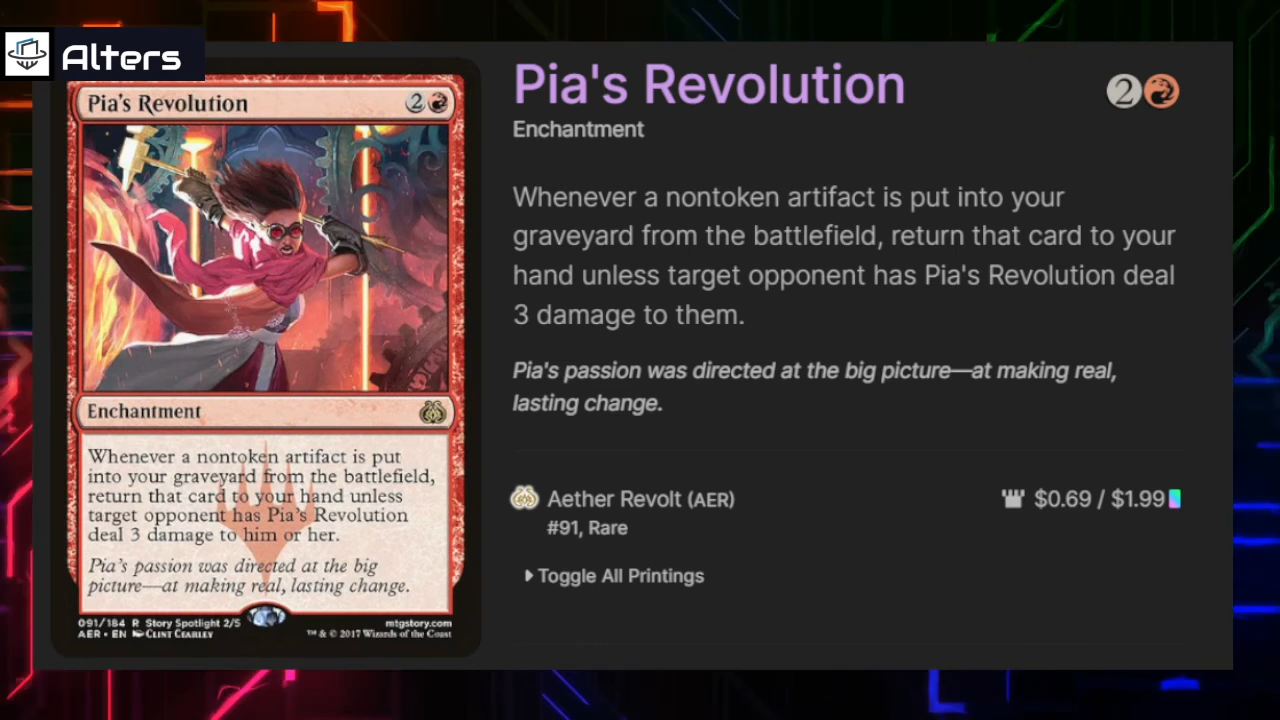 Alters
Pia's Revolution
2
Enchantment
Whenever a nontoken artifact is put
into your graveyard from the battlefield,
return that card to your hand unless
target opponent has Pia's Revolution
deal 3 damage to him or her.
Pia's passion was directed at the big
picture—at making real, lasting change.
091/184 R Story Spotlight 2/5
AER • EN Clint Cearley
mtgstory.com
™ & © 2017 Wizards of the Coast
Pia's Revolution
2
Enchantment
Whenever a nontoken artifact is put into your
graveyard from the battlefield, return that card to your
hand unless target opponent has Pia's Revolution deal
3 damage to them.
Pia's passion was directed at the big picture—at making real,
lasting change.
Aether Revolt (AER)
$0.69 / $1.99
#91, Rare
Toggle All Printings